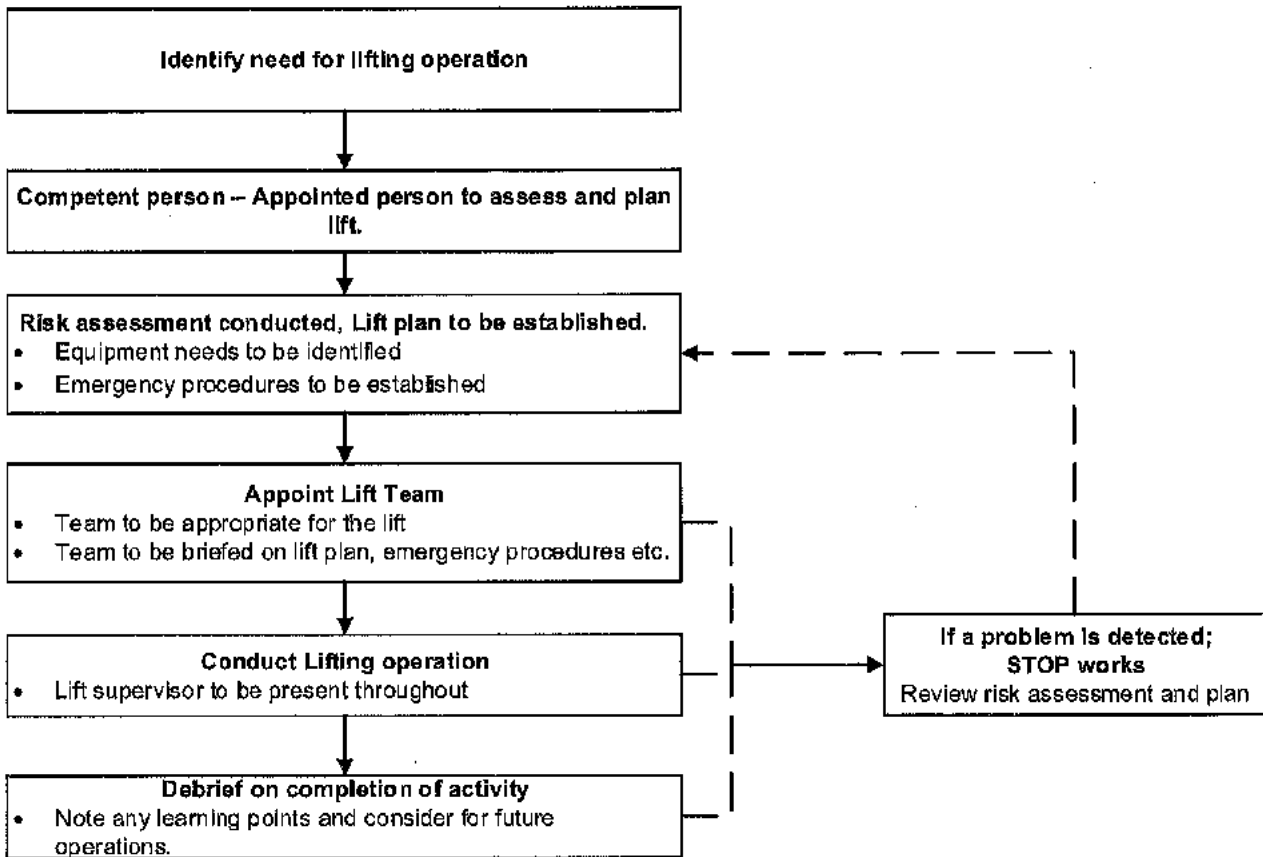 Identify need for lifting operation
Competent person – Appointed person to assess and plan
lift.
Risk assessment conducted, Lift plan to be established.
• Equipment needs to be identified
• Emergency procedures to be established
Appoint Lift Team
• Team to be appropriate for the lift
• Team to be briefed on lift plan, emergency procedures etc.
Conduct Lifting operation
• Lift supervisor to be present throughout
Debrief on completion of activity
• Note any learning points and consider for future
operations.
If a problem is detected;
STOP works
Review risk assessment and plan